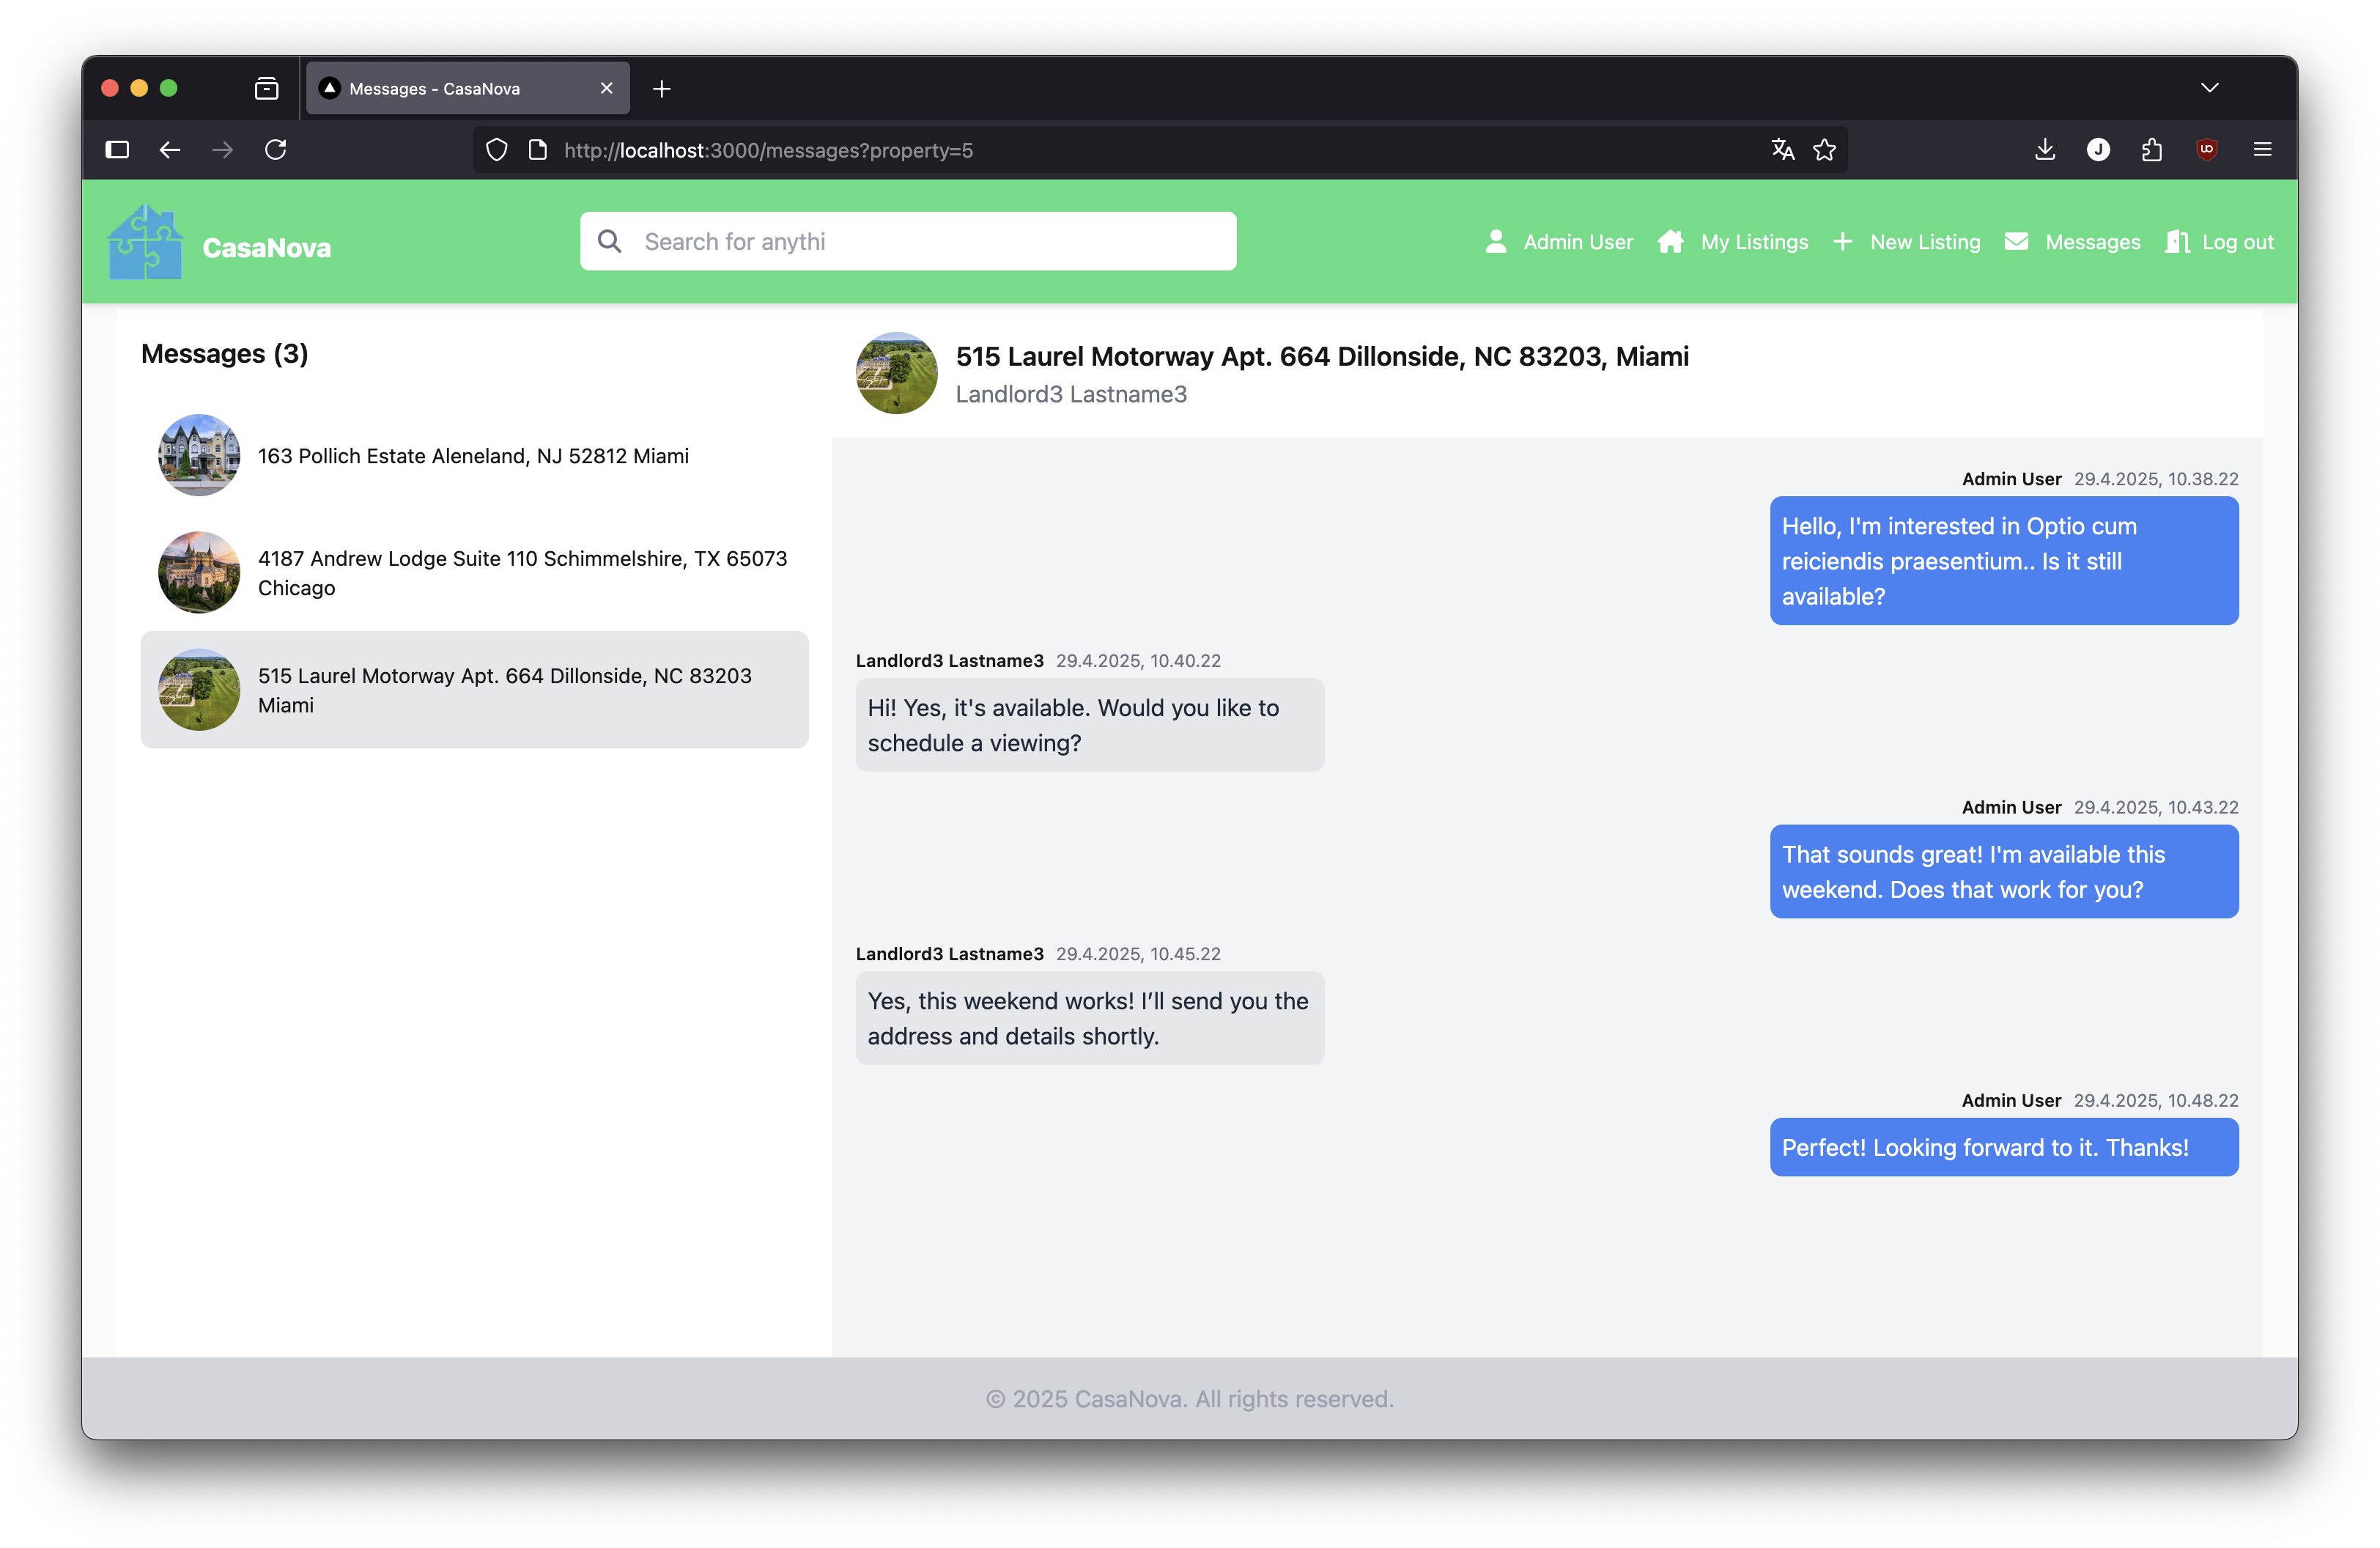 Messages - CasaNova
http://localhost:3000/messages?property=5
J
CasaNova
Search for anythi
Admin User
My Listings
New Listing
Messages
Log out
Messages (3)
163 Pollich Estate Aleneland, NJ 52812 Miami
4187 Andrew Lodge Suite 110 Schimmelshire, TX 65073
Chicago
515 Laurel Motorway Apt. 664 Dillonside, NC 83203
Miami
515 Laurel Motorway Apt. 664 Dillonside, NC 83203, Miami
Landlord3 Lastname3
Admin User 29.4.2025, 10.38.22
Hello, I'm interested in Optio cum
reiciendis praesentium.. Is it still
available?
Landlord3 Lastname3 29.4.2025, 10.40.22
Hi! Yes, it's available. Would you like to
schedule a viewing?
Admin User 29.4.2025, 10.43.22
That sounds great! I'm available this
weekend. Does that work for you?
Landlord3 Lastname3 29.4.2025, 10.45.22
Yes, this weekend works! I’ll send you the
address and details shortly.
Admin User 29.4.2025, 10.48.22
Perfect! Looking forward to it. Thanks!
© 2025 CasaNova. All rights reserved.